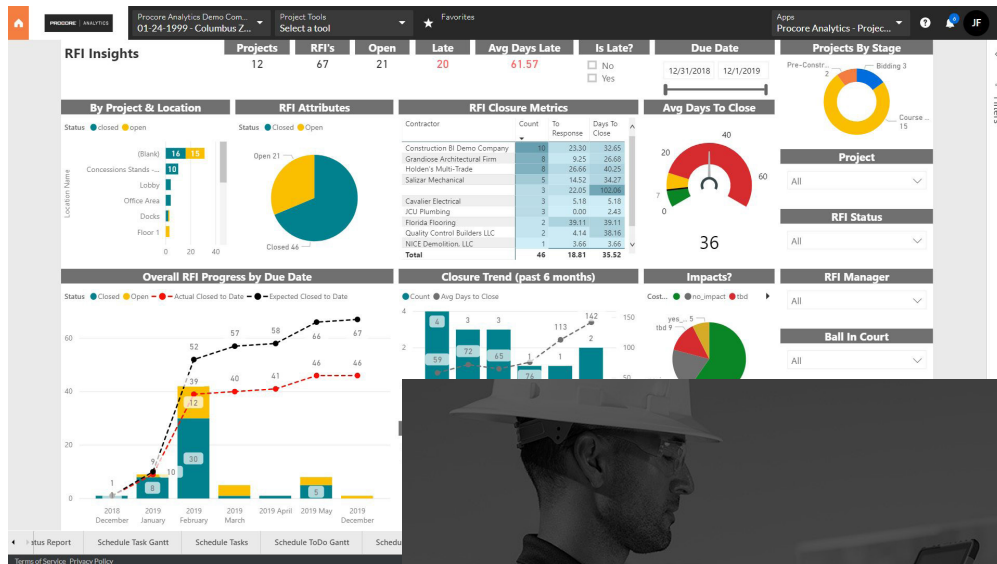 PROCORE | ANALYTICS
Procore Analytics Demo Com...
01-24-1999 - Columbus Z...
Project Tools
Select a tool
Favorites
Apps
Procore Analytics - Projec...
JF
RFI Insights
Projects
12
RFI's
67
Open
21
Late
20
Avg Days Late
61.57
Is Late?
No
Yes
Due Date
12/31/2018 12/1/2019
Projects By Stage
Pre-Constr...
2
Bidding 3
Course ...
15
Filters
By Project & Location
Status closed open
Location Name
(Blank) 16 15
Concessions Stands -... 10
Lobby
Office Area
Docks
Floor 1
0 20 40
RFI Attributes
Status Closed Open
Open 21
Closed 46
RFI Closure Metrics
Contractor Count To Response Days To Close
Construction BI Demo Company 10 23.30 32.65
Grandiose Architectural Firm 8 9.25 26.68
Holden's Multi-Trade 8 26.66 40.25
Salizar Mechanical 5 14.52 34.27
3 22.05 102.06
Cavalier Electrical 3 5.18 5.18
JCU Plumbing 3 0.00 2.43
Florida Flooring 2 39.11 39.11
Quality Control Builders LLC 2 4.14 38.16
NICE Demolition, LLC 1 3.66 3.66
Total 46 18.81 35.52
Avg Days To Close
40
20
60
7
0
36
Project
All
RFI Status
All
RFI Manager
All
Ball In Court
All
Overall RFI Progress by Due Date
Status Closed Open Actual Closed to Date Expected Closed to Date
60
40
20
0
1
9
10
8
52
39
12
30
57
40
58
41
66
46
5
67
46
2018 December
2019 January
2019 February
2019 March
2019 April
2019 May
2019 December
Closure Trend (past 6 months)
Count Avg Days to Close
4
2
4 3 3 1 1 2
59 72 65 76 113 142
150
100
50
Impacts?
Cost... no_impact tbd
yes_... 5
tbd 9
atus Report
Schedule Task Gantt
Schedule Tasks
Schedule ToDo Gantt
Schedu
Terms of Service Privacy Policy